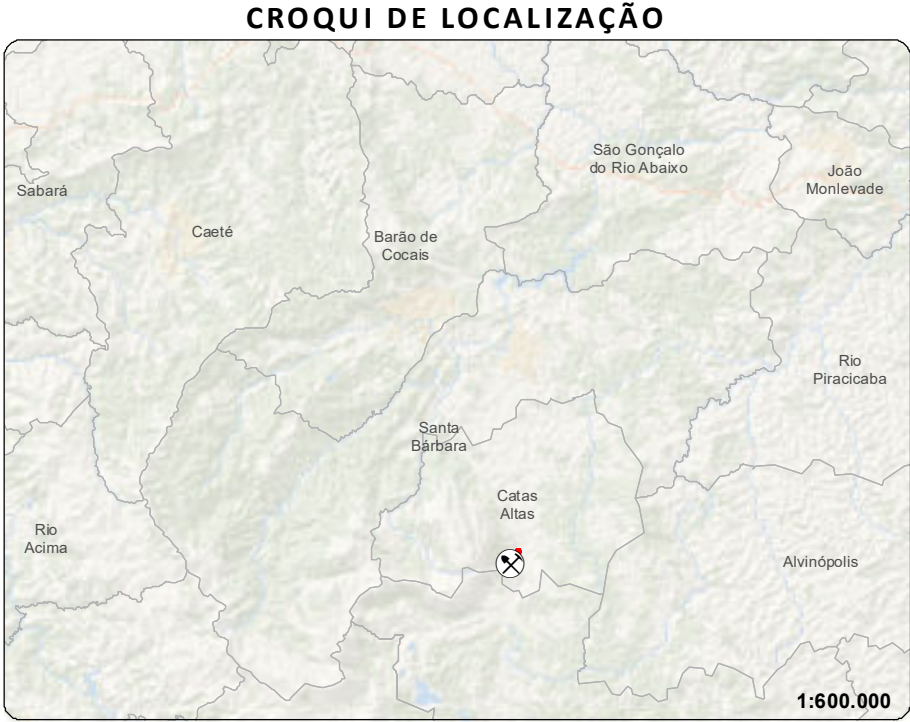 CROQUI DE LOCALIZAÇÃO
São Gonçalo
do Rio Abaixo
João
Monlevade
Sabará
Caeté
Barão de
Cocais
Rio
Piracicaba
Santa
Bárbara
Catas
Altas
Rio
Acima
Alvinópolis
1:600.000